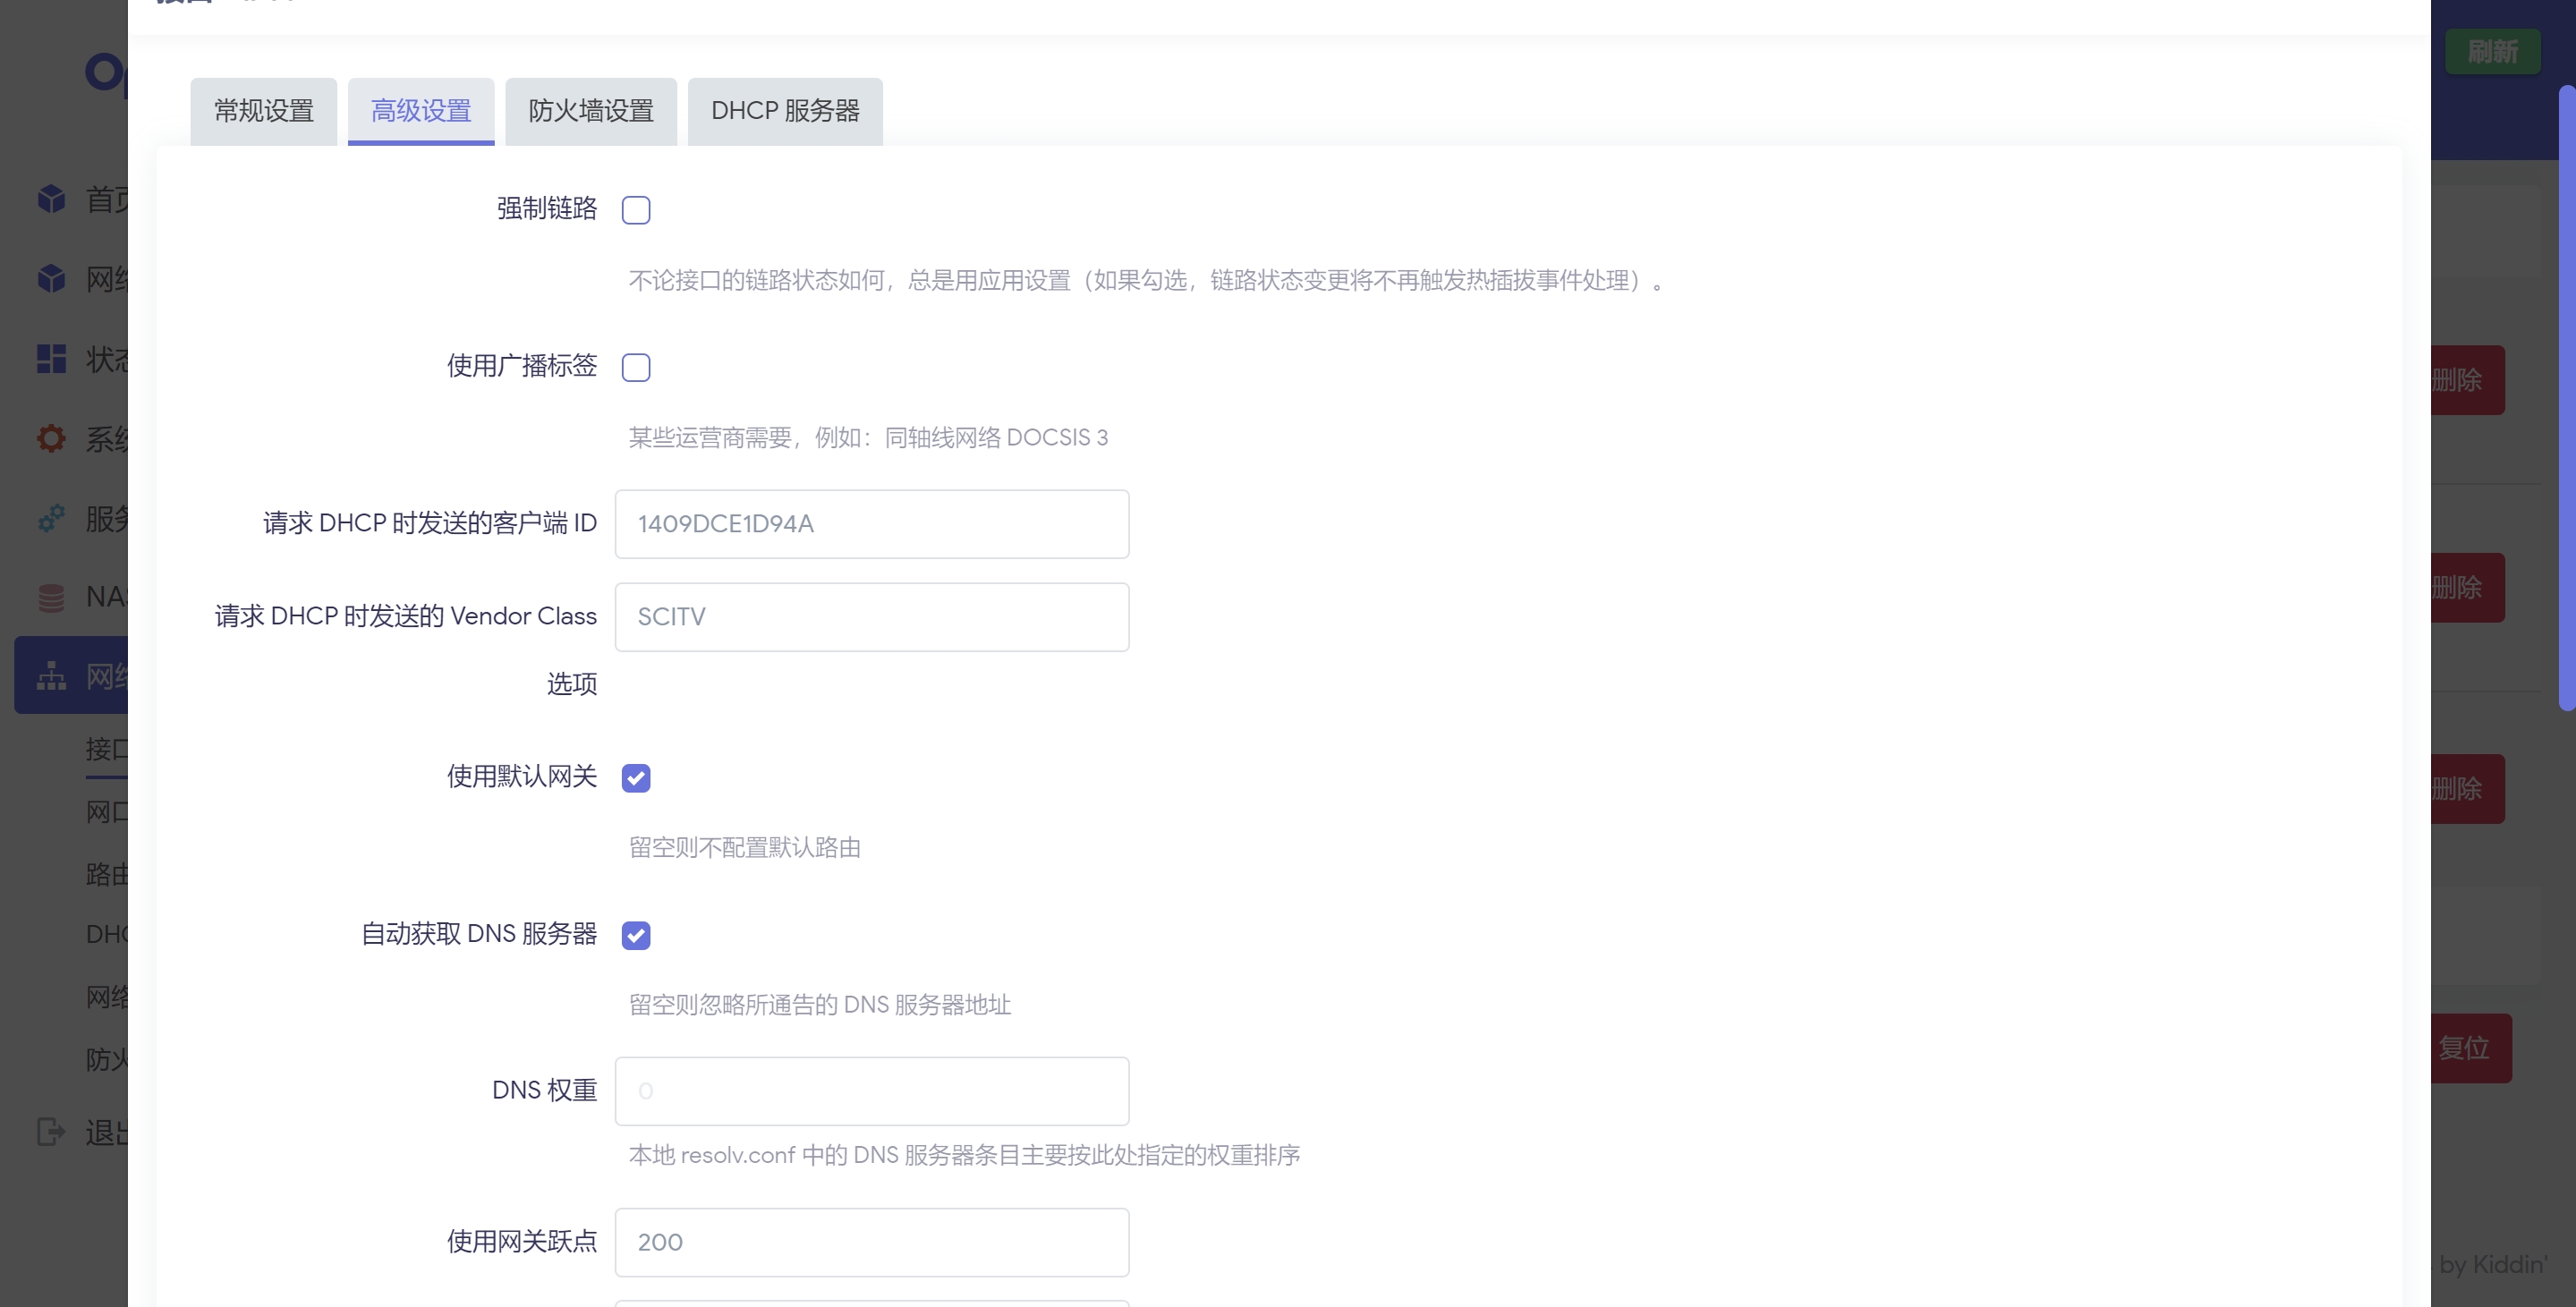 刷新
常规设置
高级设置
防火墙设置
DHCP 服务器
强制链路
不论接口的链路状态如何，总是用应用设置（如果勾选，链路状态变更将不再触发热插拔事件处理）。
使用广播标签
某些运营商需要，例如：同轴线网络 DOCSIS 3
请求 DHCP 时发送的客户端 ID
1409DCE1D94A
请求 DHCP 时发送的 Vendor Class
选项
SCITV
使用默认网关
留空则不配置默认路由
自动获取 DNS 服务器
留空则忽略所通告的 DNS 服务器地址
DNS 权重
0
本地 resolv.conf 中的 DNS 服务器条目主要按此处指定的权重排序
使用网关跃点
200
首页
网络
状态
系统
服务
NAS
网络
接口
网口
路由
DHC
网络
防火
退出
删除
删除
删除
复位
by Kiddin'